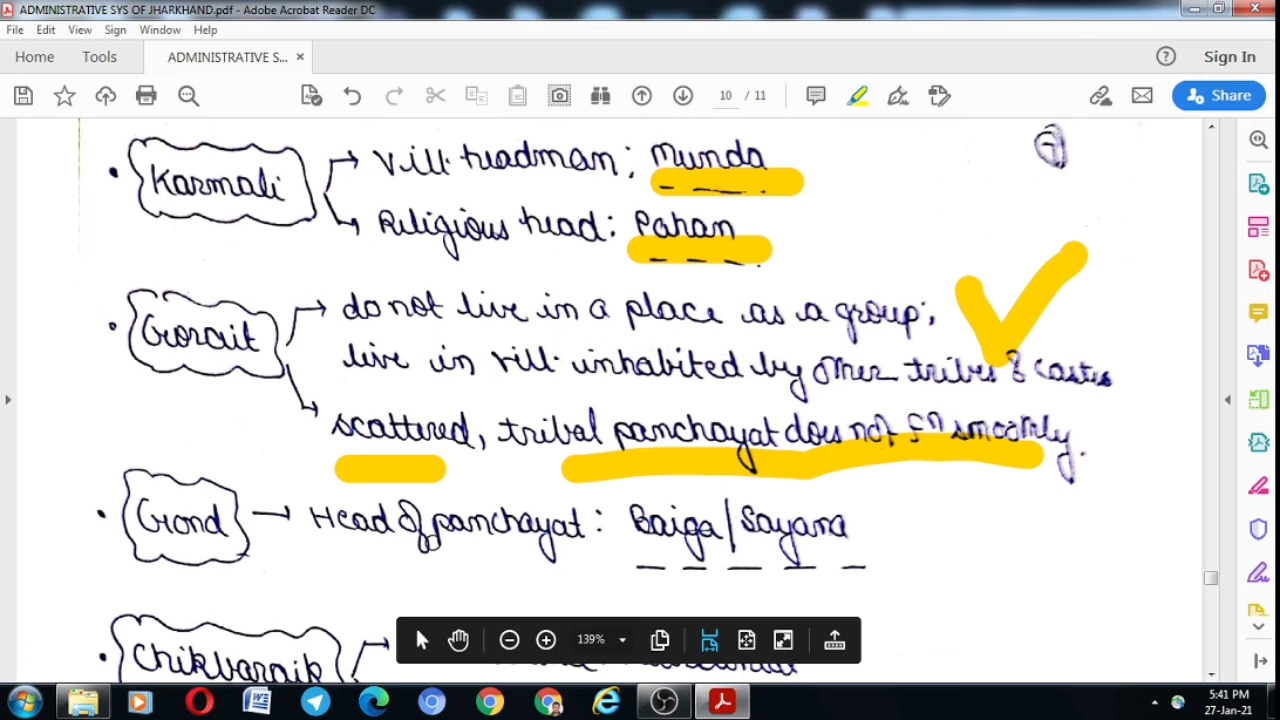 ADMINISTRATIVE SYS OF JHARKHAND.pdf - Adobe Acrobat Reader DC
File Edit View Sign Window Help
Home Tools ADMINISTRATIVE S... × Sign In
10 / 11 Share
Karmali → Vill. headman : Munda
→ Religious head : Pahan
Gorait → do not live in a place as a group ;
live in vill. inhabited by other tribes & castes
→ scattered, tribal panchayat does not fn smoothly.
Gond → Head of panchayat : Baiga/Sayana
Chikbaraik
139%
5:41 PM
27-Jan-21